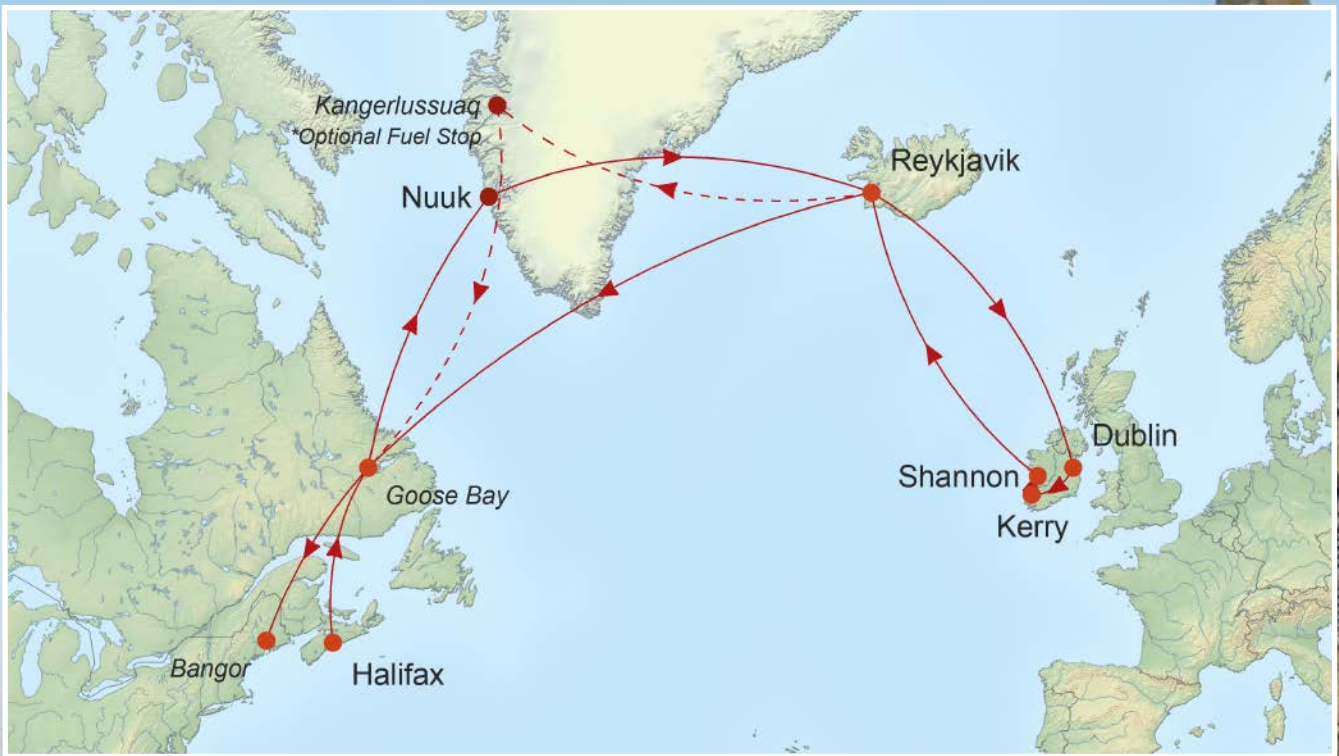 Kangerlussuaq
*Optional Fuel Stop
Reykjavik
Nuuk
Dublin
Shannon
Goose Bay
Kerry
Bangor
Halifax